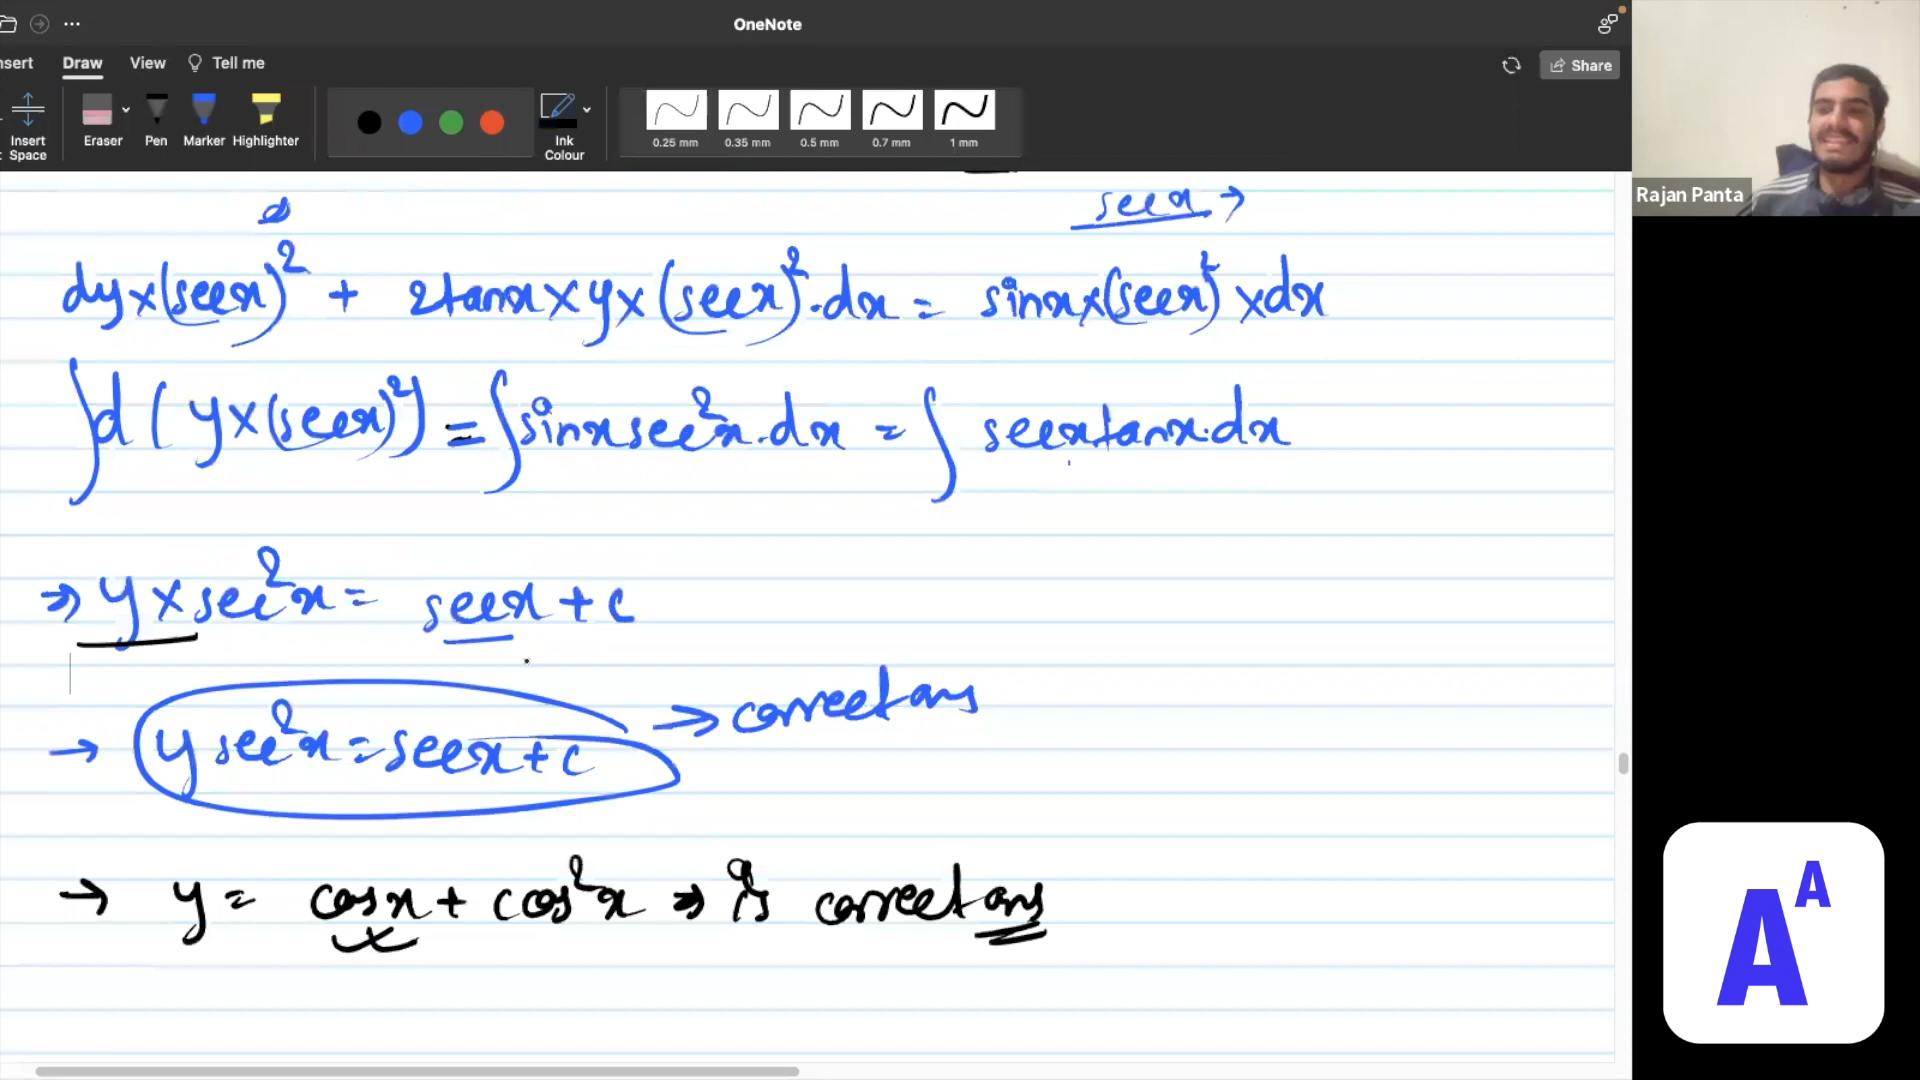 OneNote
nsert Draw View Tell me
Share
Insert Space
Eraser
Pen
Marker
Highlighter
Ink Colour
0.25 mm
0.35 mm
0.5 mm
0.7 mm
1 mm
Rajan Panta
secx →
dy×(secx)² + 2tanx×y×(secx)².dx = sinx×(secx)²×dx
∫d(y×(secx)²) = ∫sinxsec²x.dx = ∫ secxtanx.dx
⇒ y×sec²x = secx + c
→ y sec²x = secx + c → correct ans
→ y = cosx + cos²x ⇒ is correct ans
A^A